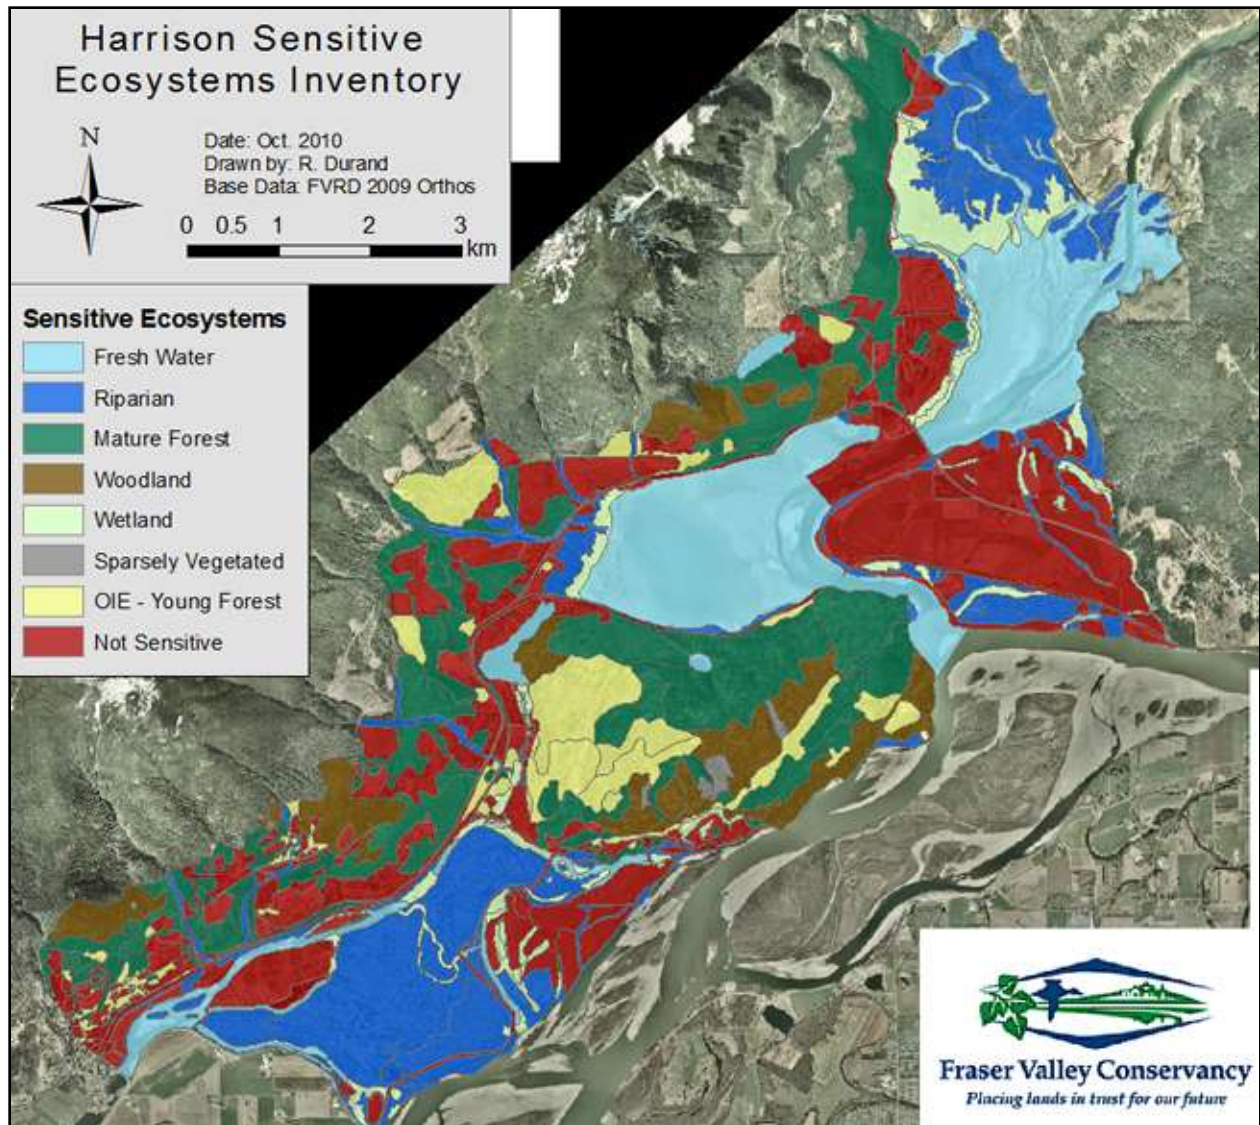 Harrison Sensitive
Ecosystems Inventory
N
Date: Oct. 2010
Drawn by: R. Durand
Base Data: FVRD 2009 Orthos
0 0.5 1 2 3
km
Sensitive Ecosystems
Fresh Water
Riparian
Mature Forest
Woodland
Wetland
Sparsely Vegetated
OIE - Young Forest
Not Sensitive
Fraser Valley Conservancy
Placing lands in trust for our future